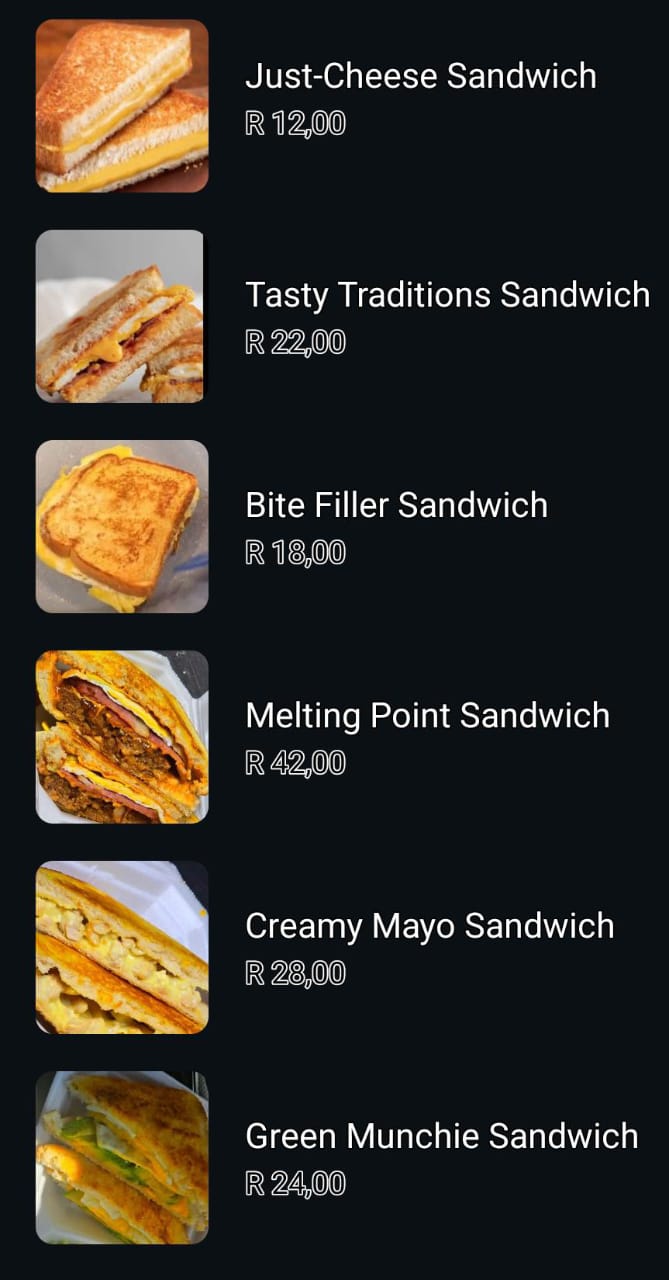 Just-Cheese Sandwich
R 12,00
Tasty Traditions Sandwich
R 22,00
Bite Filler Sandwich
R 18,00
Melting Point Sandwich
R 42,00
Creamy Mayo Sandwich
R 28,00
Green Munchie Sandwich
R 24,00